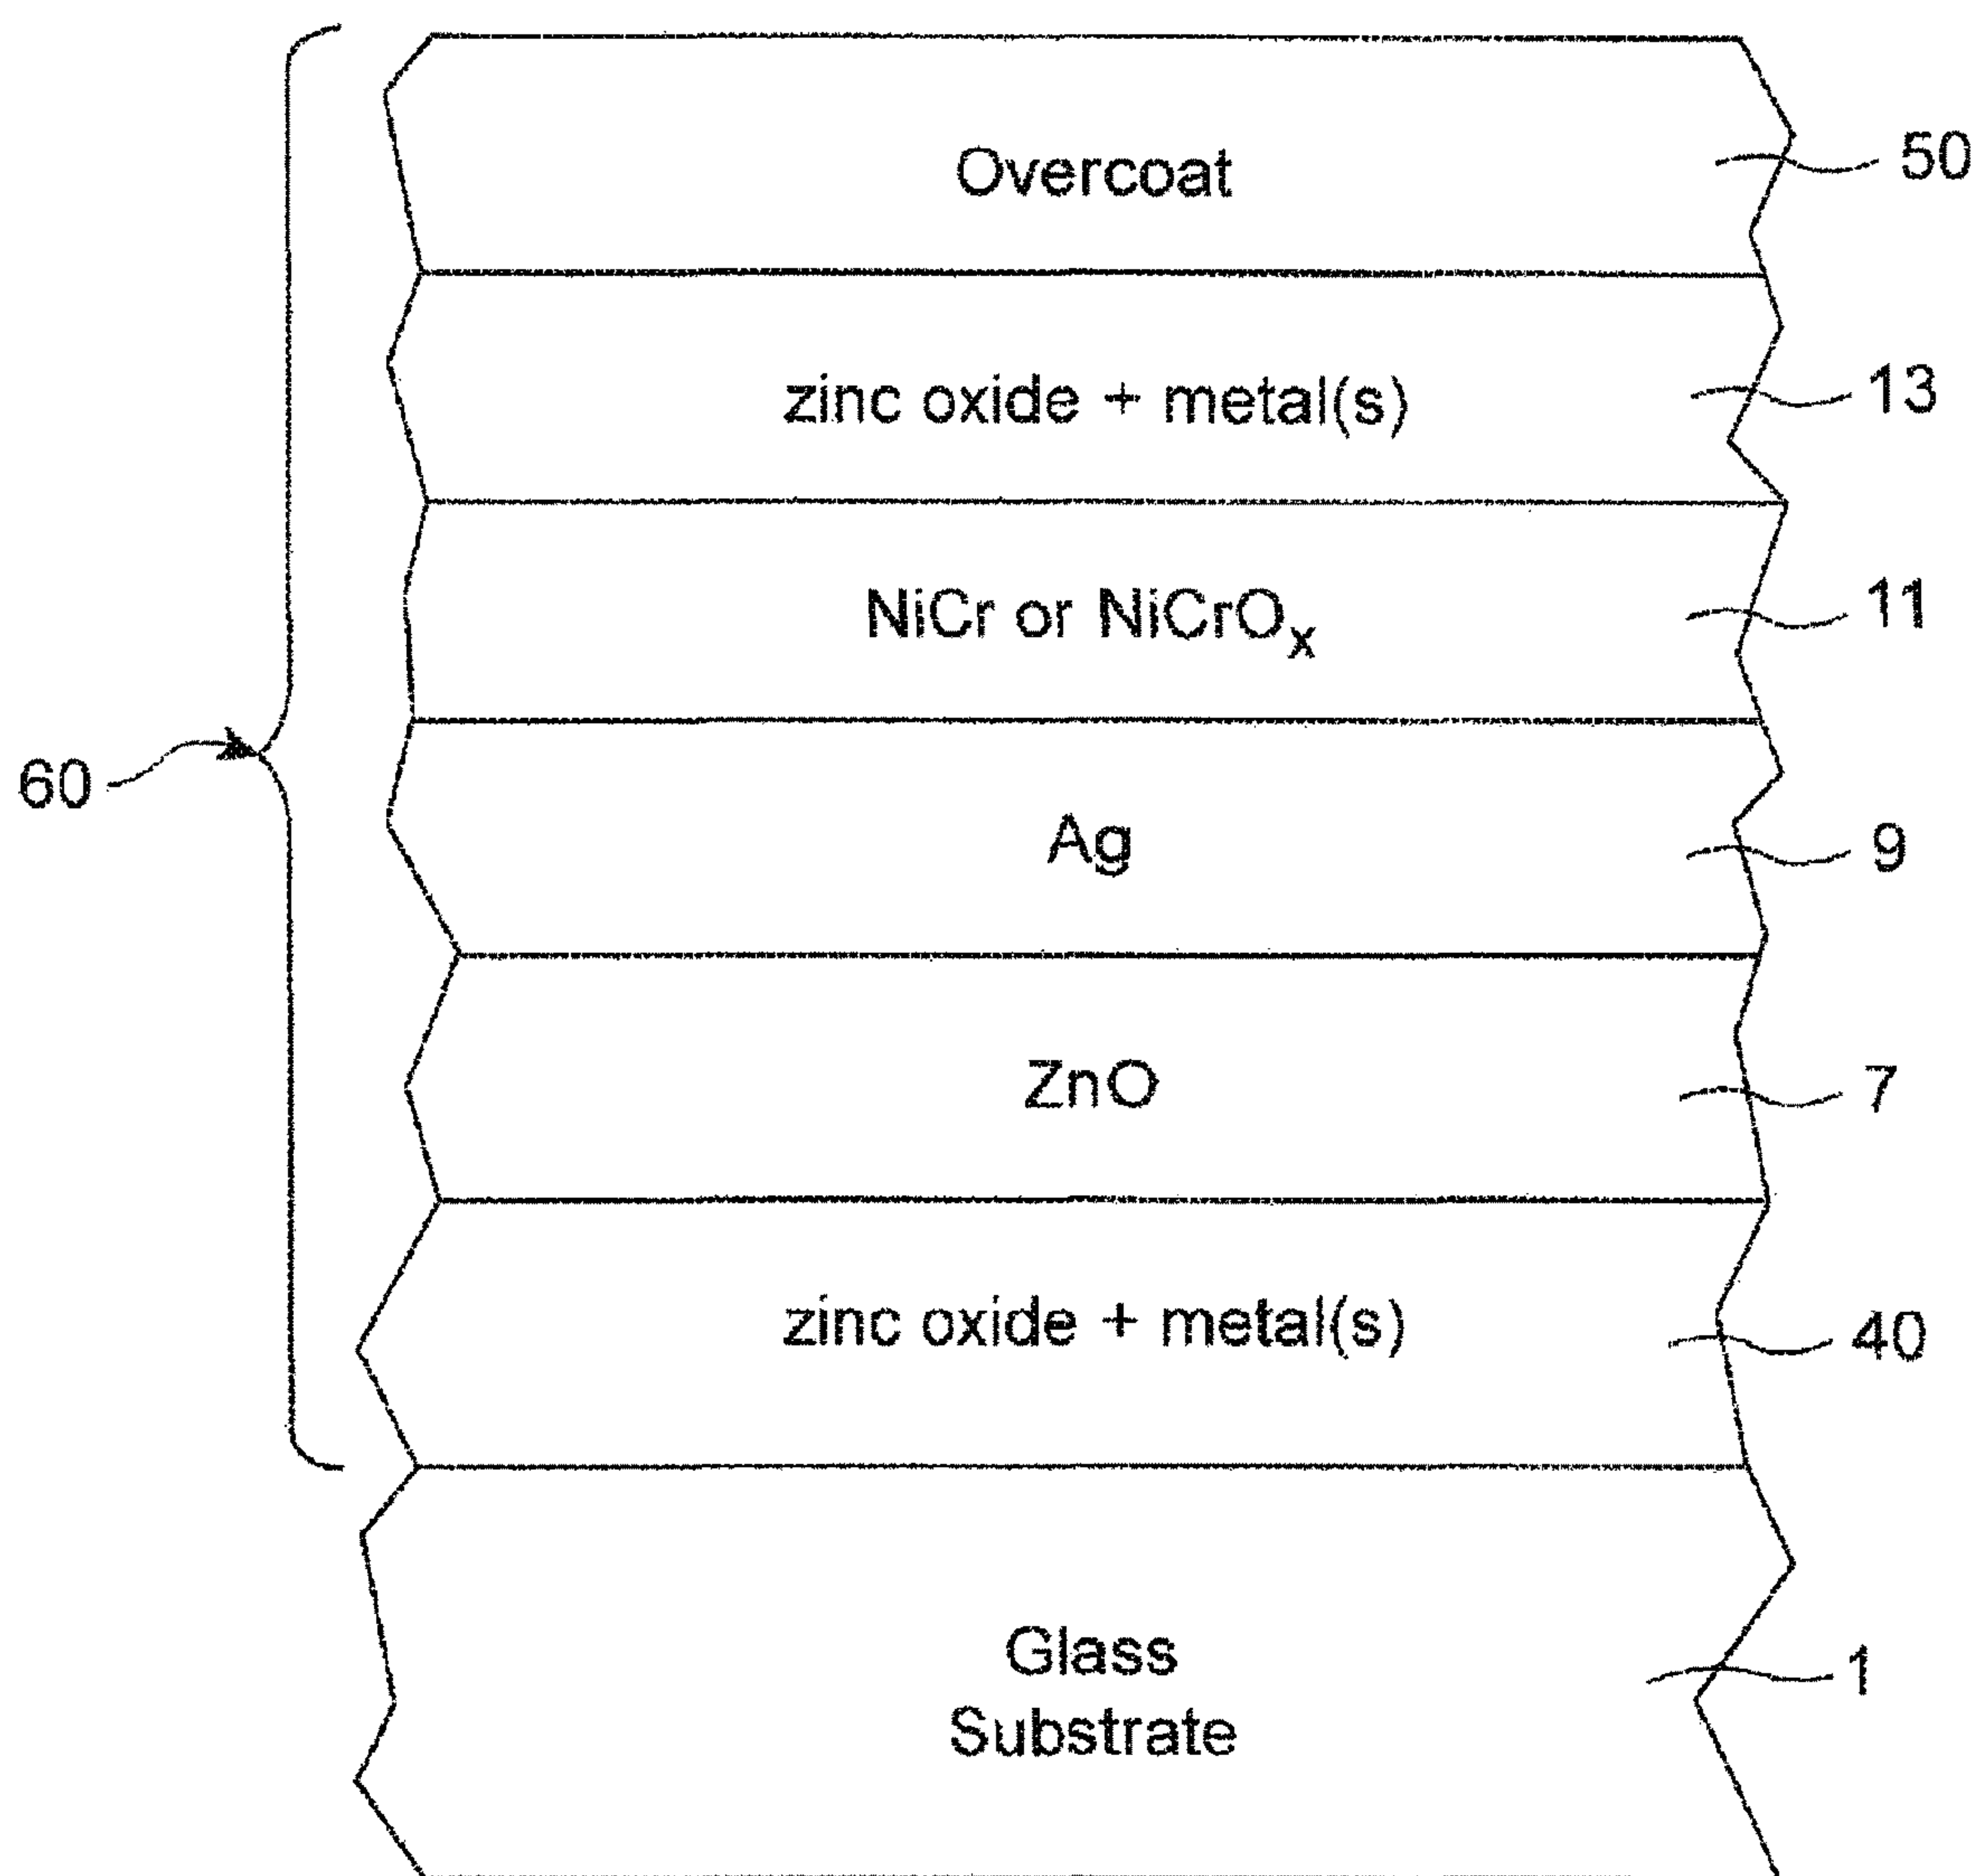 Overcoat
50
zinc oxide + metal(s)
13
NiCr or NiCrOₓ
11
60
Ag
9
ZnO
7
zinc oxide + metal(s)
40
Glass
Substrate
1